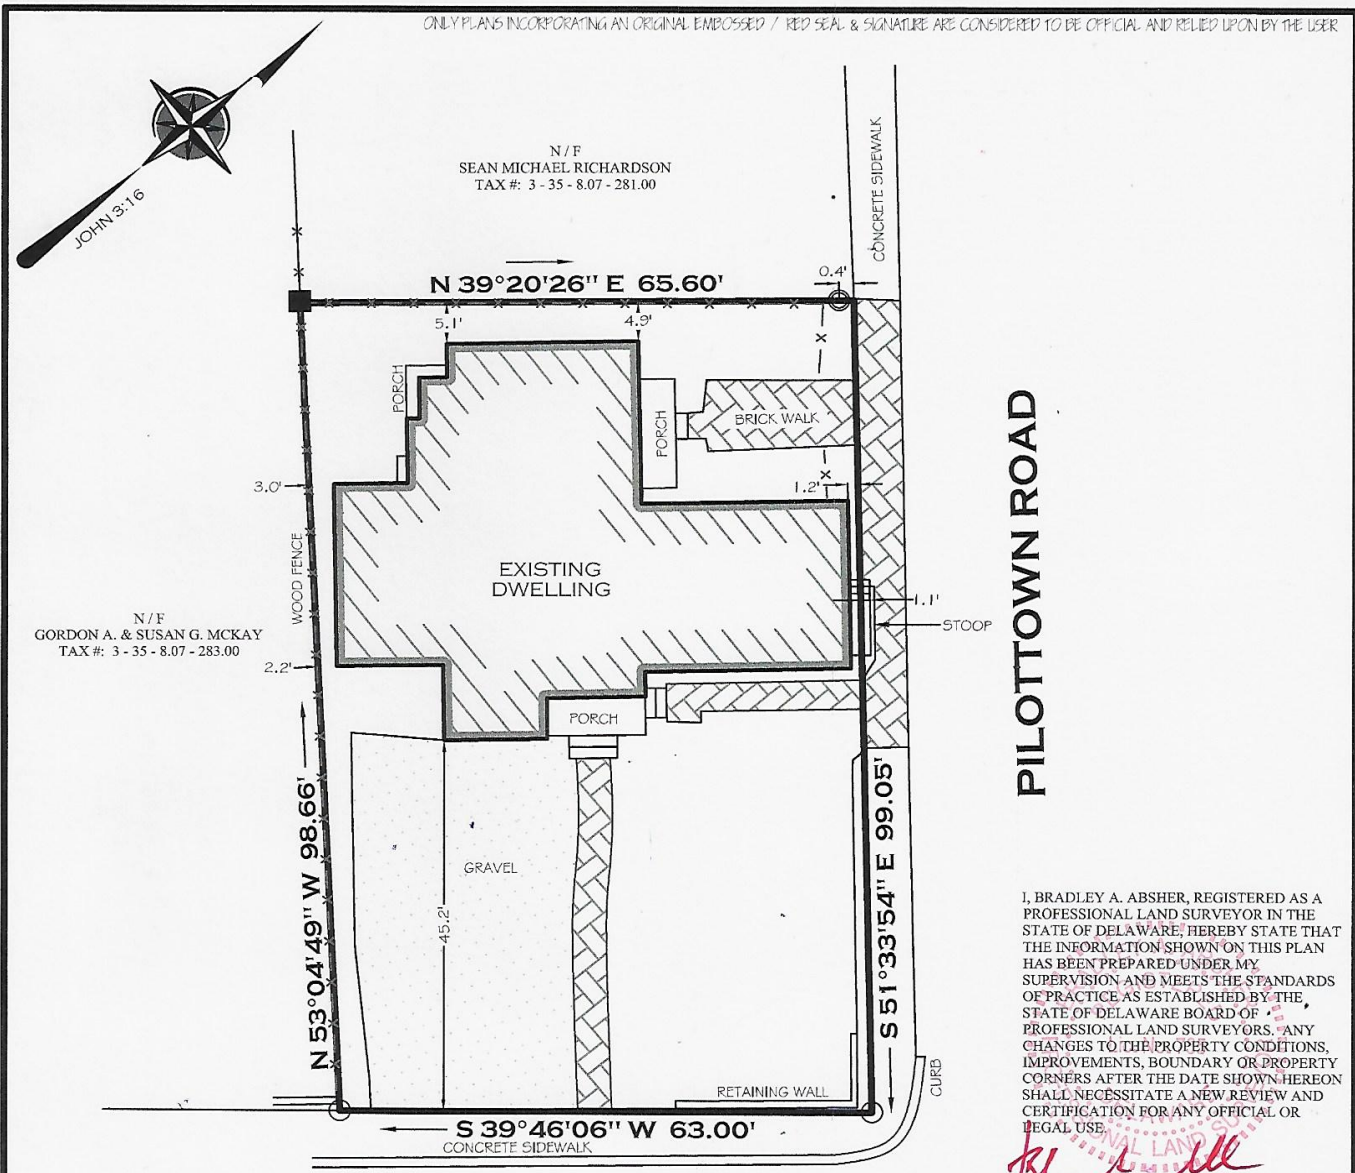 ONLY PLANS INCORPORATING AN ORIGINAL EMBOSSED / RED SEAL & SIGNATURE ARE CONSIDERED TO BE OFFICIAL AND RELIED UPON BY THE USER
JOHN 3:16
N / F
SEAN MICHAEL RICHARDSON
TAX #: 3 - 35 - 8.07 - 281.00
CONCRETE SIDEWALK
N 39°20'26" E 65.60'
0.4'
5.1'
4.9'
PORCH
PORCH
BRICK WALK
3.0'
1.2'
WOOD FENCE
EXISTING
DWELLING
1.1'
STOOP
PILOTTOWN ROAD
N / F
GORDON A. & SUSAN G. MCKAY
TAX #: 3 - 35 - 8.07 - 283.00
2.2'
PORCH
N 53°04'49" W 98.66'
GRAVEL
45.2'
S 51°33'54" E 99.05'
RETAINING WALL
CURB
S 39°46'06" W 63.00'
CONCRETE SIDEWALK
I, BRADLEY A. ABSHER, REGISTERED AS A
PROFESSIONAL LAND SURVEYOR IN THE
STATE OF DELAWARE, HEREBY STATE THAT
THE INFORMATION SHOWN ON THIS PLAN
HAS BEEN PREPARED UNDER MY
SUPERVISION AND MEETS THE STANDARDS
OF PRACTICE AS ESTABLISHED BY THE
STATE OF DELAWARE BOARD OF
PROFESSIONAL LAND SURVEYORS. ANY
CHANGES TO THE PROPERTY CONDITIONS,
IMPROVEMENTS, BOUNDARY OR PROPERTY
CORNERS AFTER THE DATE SHOWN HEREON
SHALL NECESSITATE A NEW REVIEW AND
CERTIFICATION FOR ANY OFFICIAL OR
LEGAL USE.